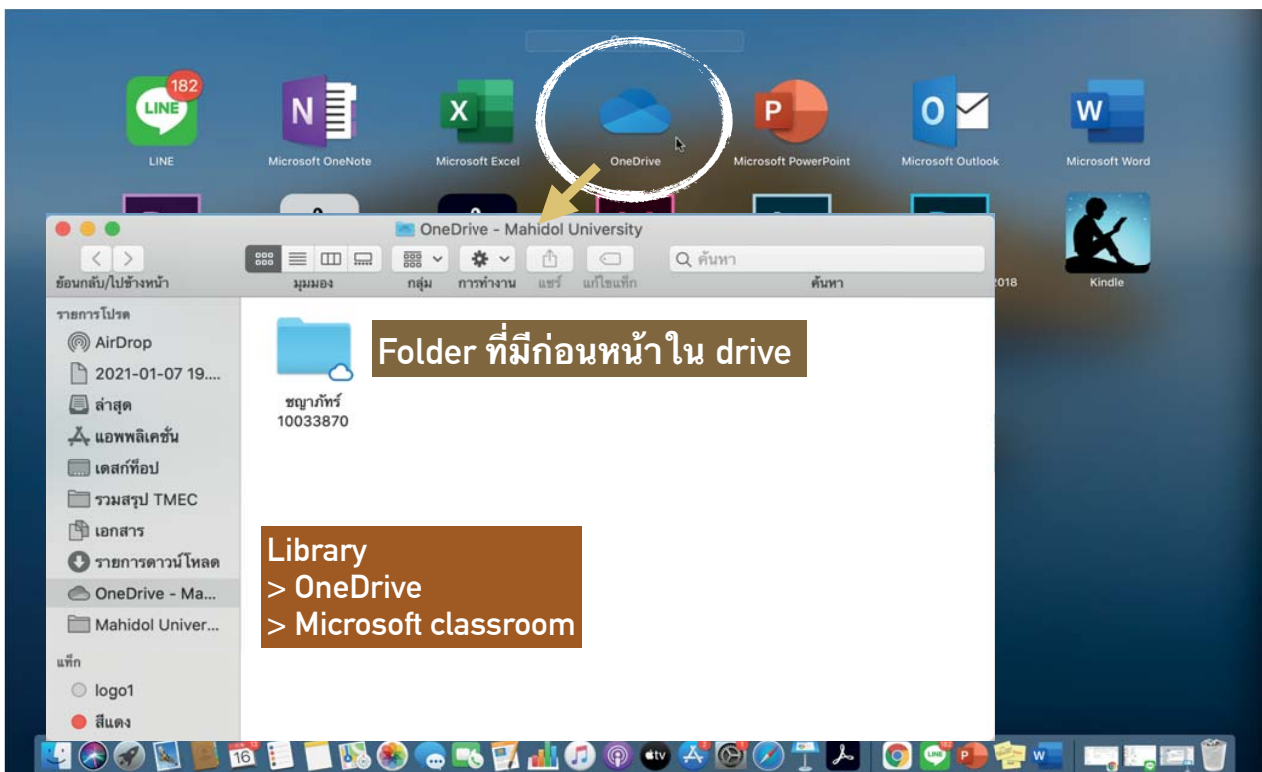 182
LINE
N
X
P
O
W
LINE
Microsoft OneNote
Microsoft Excel
OneDrive
Microsoft PowerPoint
Microsoft Outlook
Microsoft Word
OneDrive - Mahidol University
ค้นหา
ย้อนกลับ/ไปข้างหน้า
มุมมอง
กลุ่ม
การทำงาน
แชร์
แก้ไขแท็ก
ค้นหา
2018
Kindle
รายการโปรด
AirDrop
2021-01-07 19....
ล่าสุด
แอพพลิเคชั่น
เดสก์ท็อป
รวมสรุป TMEC
เอกสาร
รายการดาวน์โหลด
OneDrive - Ma...
Mahidol Univer...
แท็ก
logo1
สีแดง
Folder ที่มีก่อนหน้าใน drive
ชญาภัทร์
10033870
Library
> OneDrive
> Microsoft classroom
16
tv